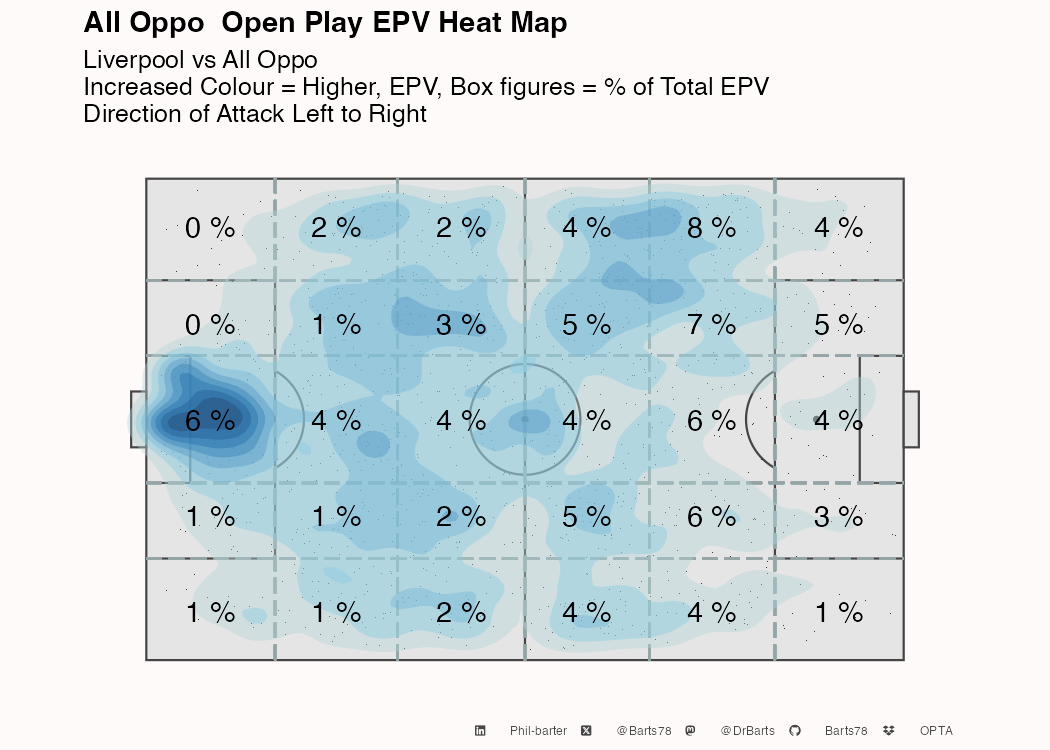 All Oppo  Open Play EPV Heat Map
Liverpool vs All Oppo
Increased Colour = Higher, EPV, Box figures = % of Total EPV
Direction of Attack Left to Right
0 % 2 % 2 % 4 % 8 % 4 %
0 % 1 % 3 % 5 % 7 % 5 %
6 % 4 % 4 % 4 % 6 % 4 %
1 % 1 % 2 % 5 % 6 % 3 %
1 % 1 % 2 % 4 % 4 % 1 %
Phil-barter @Barts78 @DrBarts Barts78 OPTA